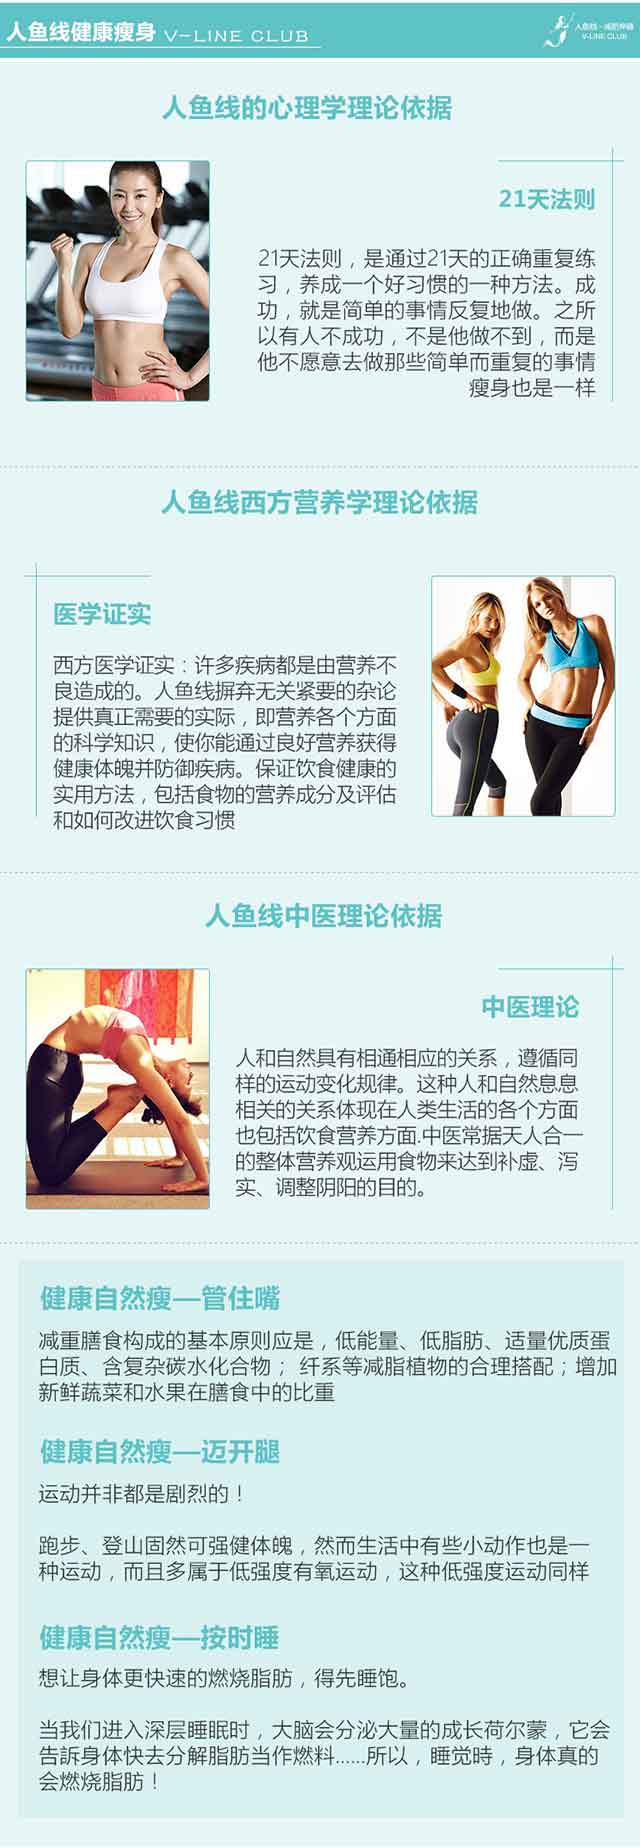 人鱼线健康瘦身 V-LINE CLUB
人鱼线·减肥伸确
V-LINE CLUB
人鱼线的心理学理论依据
21天法则
21天法则，是通过21天的正确重复练
习，养成一个好习惯的一种方法。成
功，就是简单的事情反复地做。之所
以有人不成功，不是他做不到，而是
他不愿意去做那些简单而重复的事情
瘦身也是一样
人鱼线西方营养学理论依据
医学证实
西方医学证实：许多疾病都是由营养不
良造成的。人鱼线摒弃无关紧要的杂论
提供真正需要的实际，即营养各个方面
的科学知识，使你能通过良好营养获得
健康体魄并防御疾病。保证饮食健康的
实用方法，包括食物的营养成分及评估
和如何改进饮食习惯
人鱼线中医理论依据
中医理论
人和自然具有相通相应的关系，遵循同
样的运动变化规律。这种人和自然息息
相关的关系体现在人类生活的各个方面
也包括饮食营养方面.中医常据天人合一
的整体营养观运用食物来达到补虚、泻
实、调整阴阳的目的。
健康自然瘦—管住嘴
减重膳食构成的基本原则应是，低能量、低脂肪、适量优质蛋
白质、含复杂碳水化合物； 纤系等减脂植物的合理搭配；增加
新鲜蔬菜和水果在膳食中的比重
健康自然瘦—迈开腿
运动并非都是剧烈的！
跑步、登山固然可强健体魄，然而生活中有些小动作也是一
种运动，而且多属于低强度有氧运动，这种低强度运动同样
健康自然瘦—按时睡
想让身体更快速的燃烧脂肪，得先睡饱。
当我们进入深层睡眠时，大脑会分泌大量的成长荷尔蒙，它会
告訴身体快去分解脂肪当作燃料......所以，睡觉時，身体真的
会燃烧脂肪！